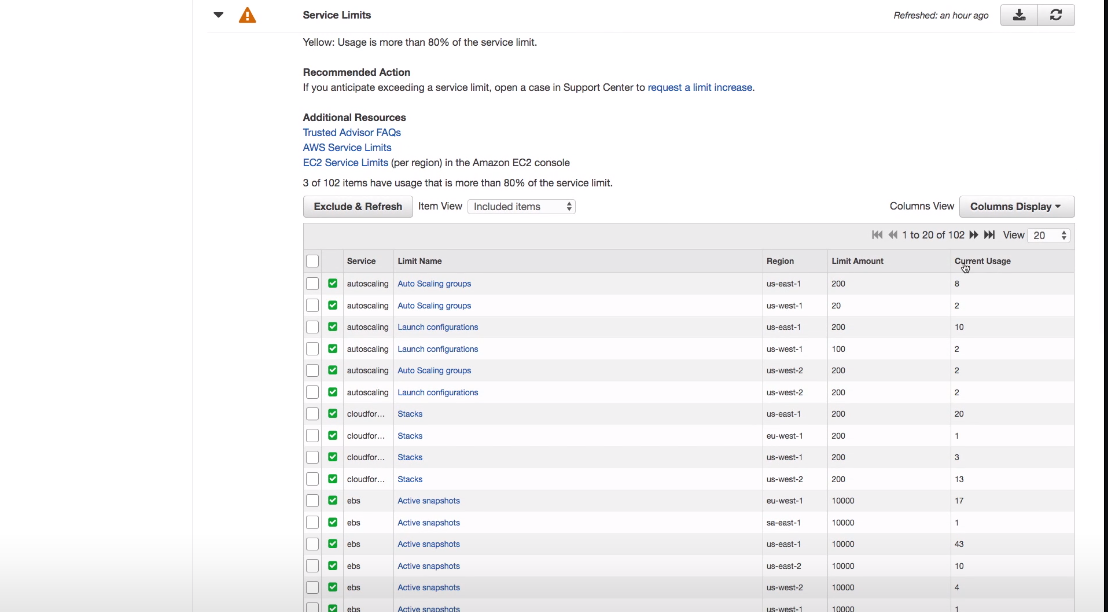 Service Limits Refreshed: an hour ago
Yellow: Usage is more than 80% of the service limit.
Recommended Action
If you anticipate exceeding a service limit, open a case in Support Center to request a limit increase.
Additional Resources
Trusted Advisor FAQs
AWS Service Limits
EC2 Service Limits (per region) in the Amazon EC2 console
3 of 102 items have usage that is more than 80% of the service limit.
Exclude & Refresh Item View Included items Columns View Columns Display
1 to 20 of 102 View 20
Service Limit Name Region Limit Amount Current Usage
autoscaling Auto Scaling groups us-east-1 200 8
autoscaling Auto Scaling groups us-west-1 20 2
autoscaling Launch configurations us-east-1 200 10
autoscaling Launch configurations us-west-1 100 2
autoscaling Auto Scaling groups us-west-2 200 2
autoscaling Launch configurations us-west-2 200 2
cloudfor... Stacks us-east-1 200 20
cloudfor... Stacks eu-west-1 200 1
cloudfor... Stacks us-west-1 200 3
cloudfor... Stacks us-west-2 200 13
ebs Active snapshots eu-west-1 10000 17
ebs Active snapshots sa-east-1 10000 1
ebs Active snapshots us-east-1 10000 43
ebs Active snapshots us-east-2 10000 10
ebs Active snapshots us-west-2 10000 4
ebs Active snapshots us-west-1 10000 1